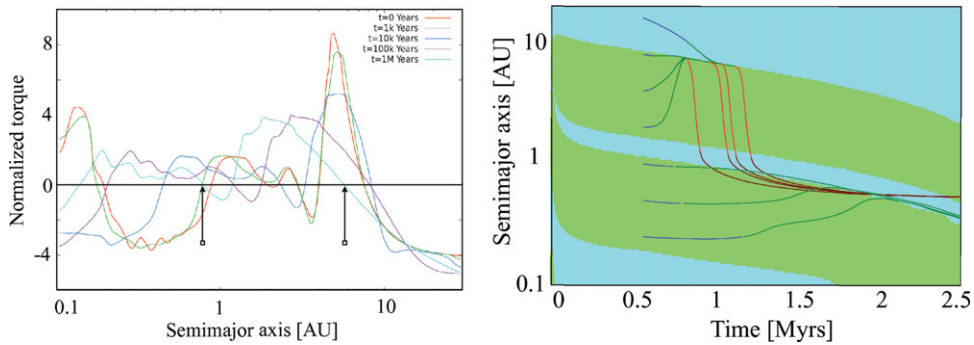 t=0 Years
t=1k Years
t=10k Years
t=100k Years
t=1M Years
8
4
0
-4
Normalized torque
0.1
1
10
Semimajor axis [AU]
10
1
0.1
Semimajor axis [AU]
0
0.5
1
1.5
2
2.5
Time [Myrs]